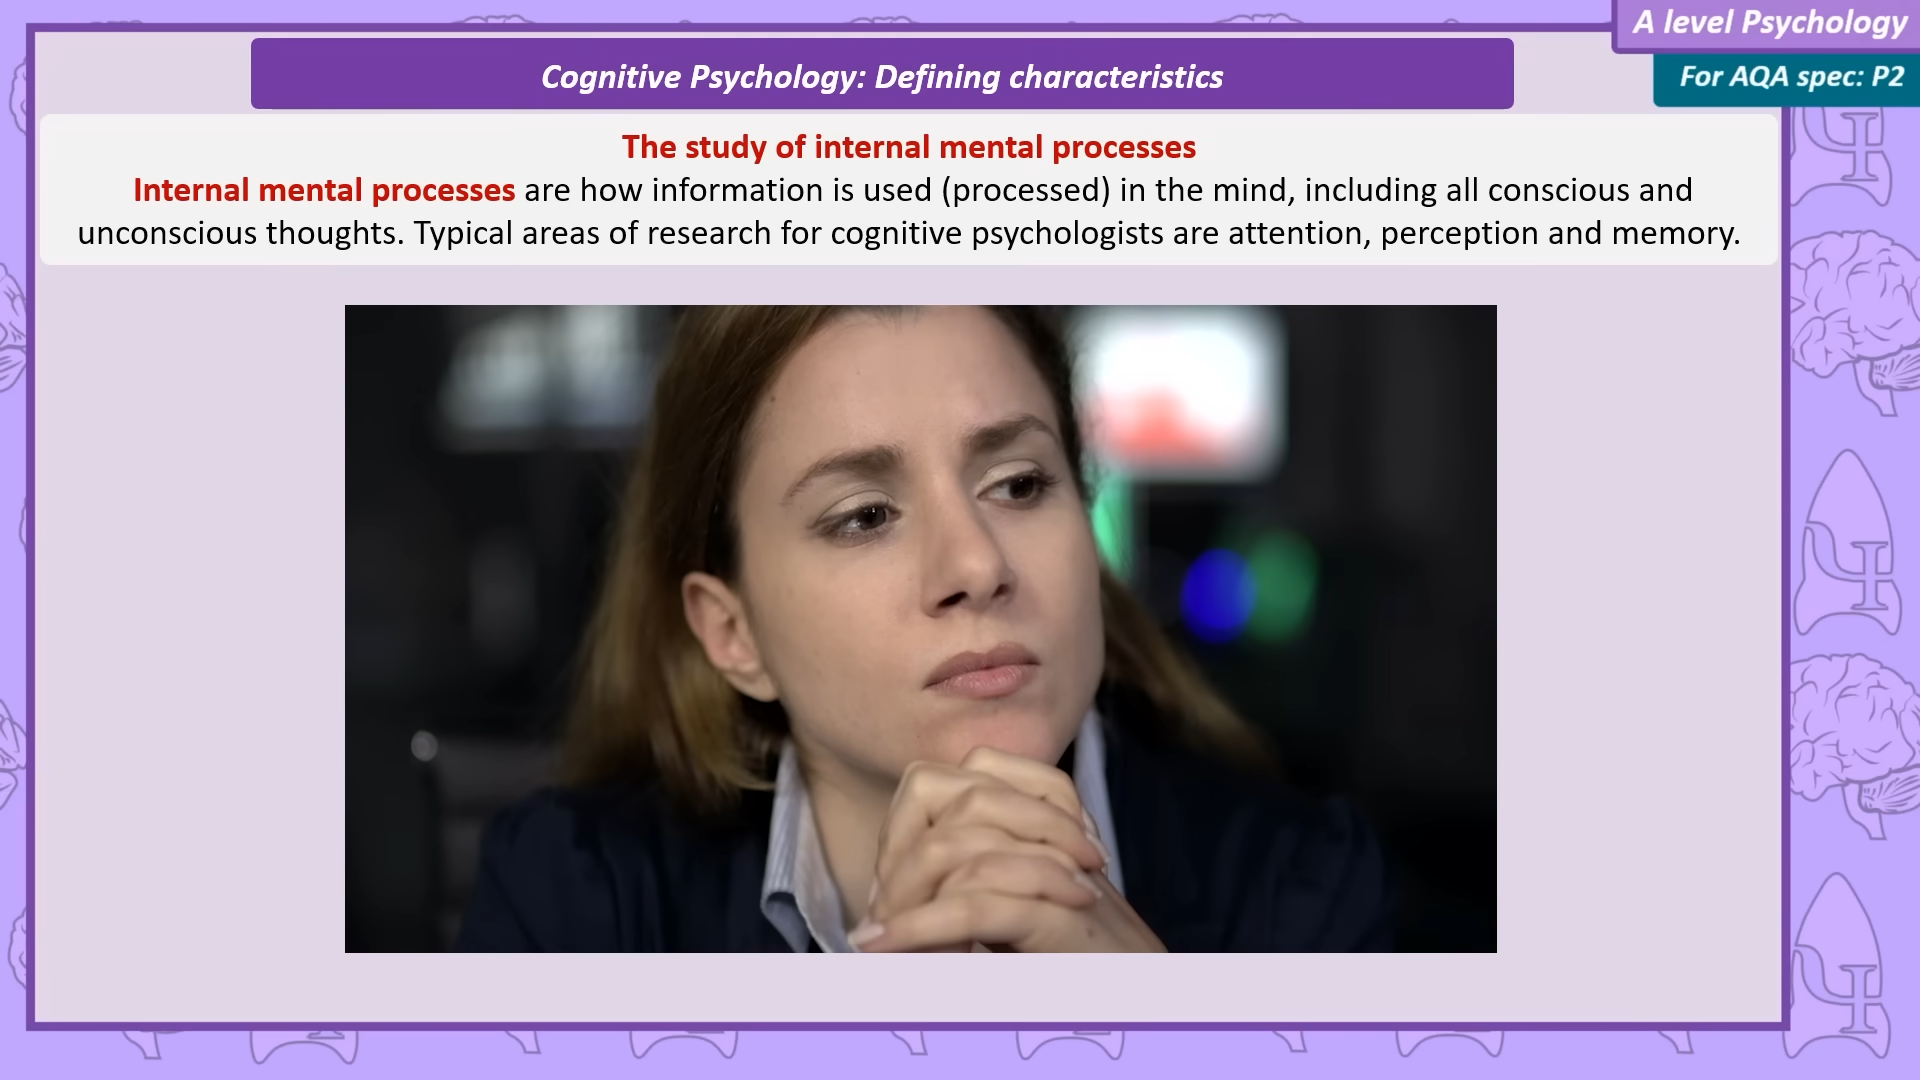 A level Psychology
For AQA spec: P2
Cognitive Psychology: Defining characteristics
The study of internal mental processes
Internal mental processes are how information is used (processed) in the mind, including all conscious and
unconscious thoughts. Typical areas of research for cognitive psychologists are attention, perception and memory.